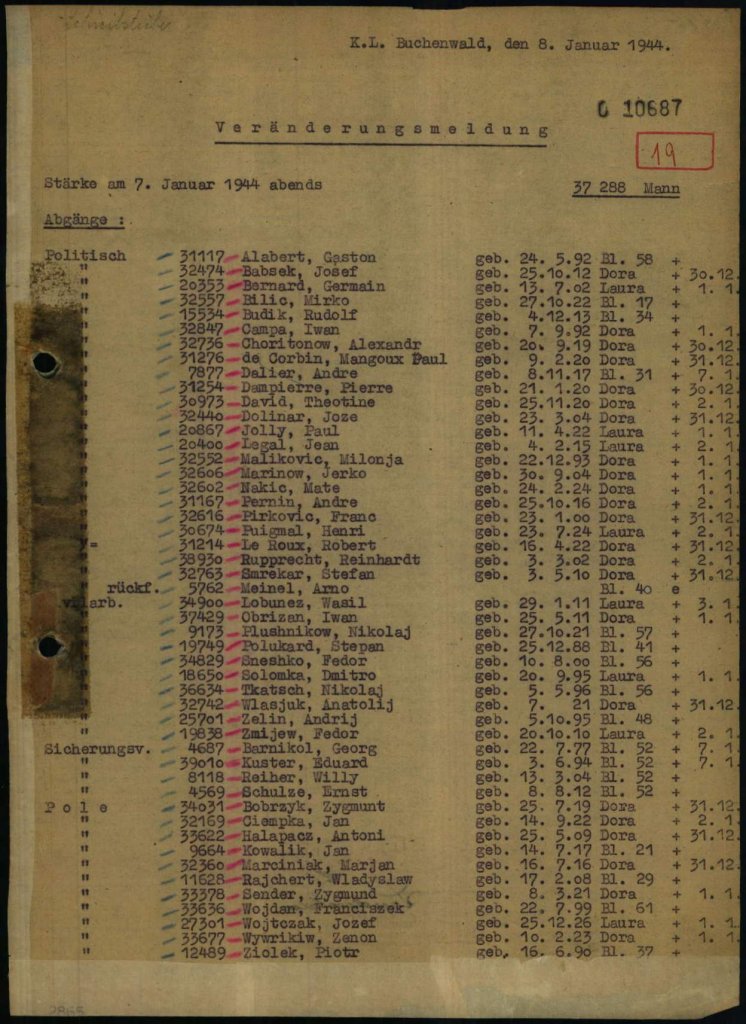 Schreibstube
K.L. Buchenwald, den 8. Januar 1944.
0 10687
Veränderungsmeldung
19
Stärke am 7. Januar 1944 abends 37 288 Mann
Abgänge :
Politisch - 31117 - Alabert, Gaston geb. 24. 5.92 Bl. 58 +
" - 32474 - Babsek, Josef geb. 25.10.12 Dora + 30.12.
" - 20353 - Bernard, Germain geb. 13. 7.02 Laura + 1. 1.
" - 32557 - Bilic, Mirko geb. 27.10.22 Bl. 17 +
" - 15534 - Budik, Rudolf geb. 4.12.13 Bl. 34 +
" - 32847 - Campa, Iwan geb. 7. 9.92 Dora + 1. 1.
" - 32736 - Choritonow, Alexandr geb. 20. 9.19 Dora + 30.12.
" - 31276 - de Corbin, Mangoux Paul geb. 9. 2.20 Dora + 31.12.
" - 7877 - Dalier, Andre geb. 8.11.17 Bl. 31 + 7. 1.
" - 31254 - Dampierre, Pierre geb. 21. 1.20 Dora + 30.12.
" - 30973 - David, Theotine geb. 25.11.20 Dora + 2. 1.
" - 32440 - Dolinar, Joze geb. 23. 3.04 Dora + 31.12.
" - 20867 - Jolly, Paul geb. 11. 4.22 Laura + 1. 1.
" - 20400 - Legal, Jean geb. 4. 2.15 Laura + 2. 1.
" - 32552 - Malikovic, Milonja geb. 22.12.93 Dora + 1. 1.
" - 32606 - Marinow, Jerko geb. 30. 9.04 Dora + 1. 1.
" - 32602 - Nakic, Mate geb. 24. 2.24 Dora + 1. 1.
" - 31167 - Pernin, Andre geb. 25.10.16 Dora + 2. 1.
" - 32616 - Pirkovic, Franc geb. 23. 1.00 Dora + 31.12.
" - 30674 - Puigmal, Henri geb. 23. 7.24 Laura + 2. 1.
" - 31214 - Le Roux, Robert geb. 16. 4.22 Dora + 31.12.
" - 38930 - Rupprecht, Reinhardt geb. 3. 3.02 Dora + 2. 1.
" - 32763 - Smrekar, Stefan geb. 3. 5.10 Dora + 31.12.
" rückf. 5762 - Meinel, Arno Bl. 40 e
arb. - 34900 - Lobunez, Wasil geb. 29. 1.11 Laura + 3. 1.
" - 37429 - Obrizan, Iwan geb. 25. 5.11 Dora + 1. 1.
" - 9173 - Plushnikow, Nikolaj geb. 27.10.21 Bl. 57 +
" - 19749 - Polukard, Stepan geb. 25.12.88 Bl. 41 +
" - 34829 - Sneshko, Fedor geb. 10. 8.00 Bl. 56 +
" - 18650 - Solomka, Dmitro geb. 20. 9.95 Laura + 1. 1.
" - 36634 - Tkatsch, Nikolaj geb. 5. 5.96 Bl. 56 +
" - 32742 - Wlasjuk, Anatolij geb. 7. 21 Dora + 31.12.
" - 25701 - Zelin, Andrij geb. 5.10.95 Bl. 48 +
" - 19838 - Zmijew, Fedor geb. 20.10.10 Laura + 2. 1.
Sicherungsv. - 4687 - Barnikol, Georg geb. 22. 7.77 Bl. 52 + 7. 1.
" - 39010 - Kuster, Eduard geb. 3. 6.94 Bl. 52 + 7. 1.
" - 8118 - Reiher, Willy geb. 13. 3.04 Bl. 52 +
" - 4569 - Schulze, Ernst geb. 8. 8.12 Bl. 52 +
Pole - 34031 - Bobrzyk, Zygmunt geb. 25. 7.19 Dora + 31.12.
" - 32169 - Ciempka, Jan geb. 14. 9.22 Dora + 2. 1.
" - 33622 - Halapacz, Antoni geb. 25. 5.09 Dora + 31.12.
" - 9664 - Kowalik, Jan geb. 14. 7.17 Bl. 21 +
" - 32360 - Marciniak, Marjan geb. 16. 7.16 Dora + 31.12.
" - 11628 - Rajchert, Wladyslaw geb. 17. 2.08 Bl. 29 +
" - 33378 - Sender, Zygmund geb. 8. 3.21 Dora + 1. 1.
" - 33636 - Wojdan, Franciszek geb. 22. 7.99 Bl. 61 +
" - 27301 - Wojtczak, Jozef geb. 25.12.26 Laura + 1. 1.
" - 33677 - Wywrikiw, Zenon geb. 10. 2.23 Dora + 1. 1.
" - 12489 - Ziolek, Piotr geb. 16. 6.90 Bl. 37 +